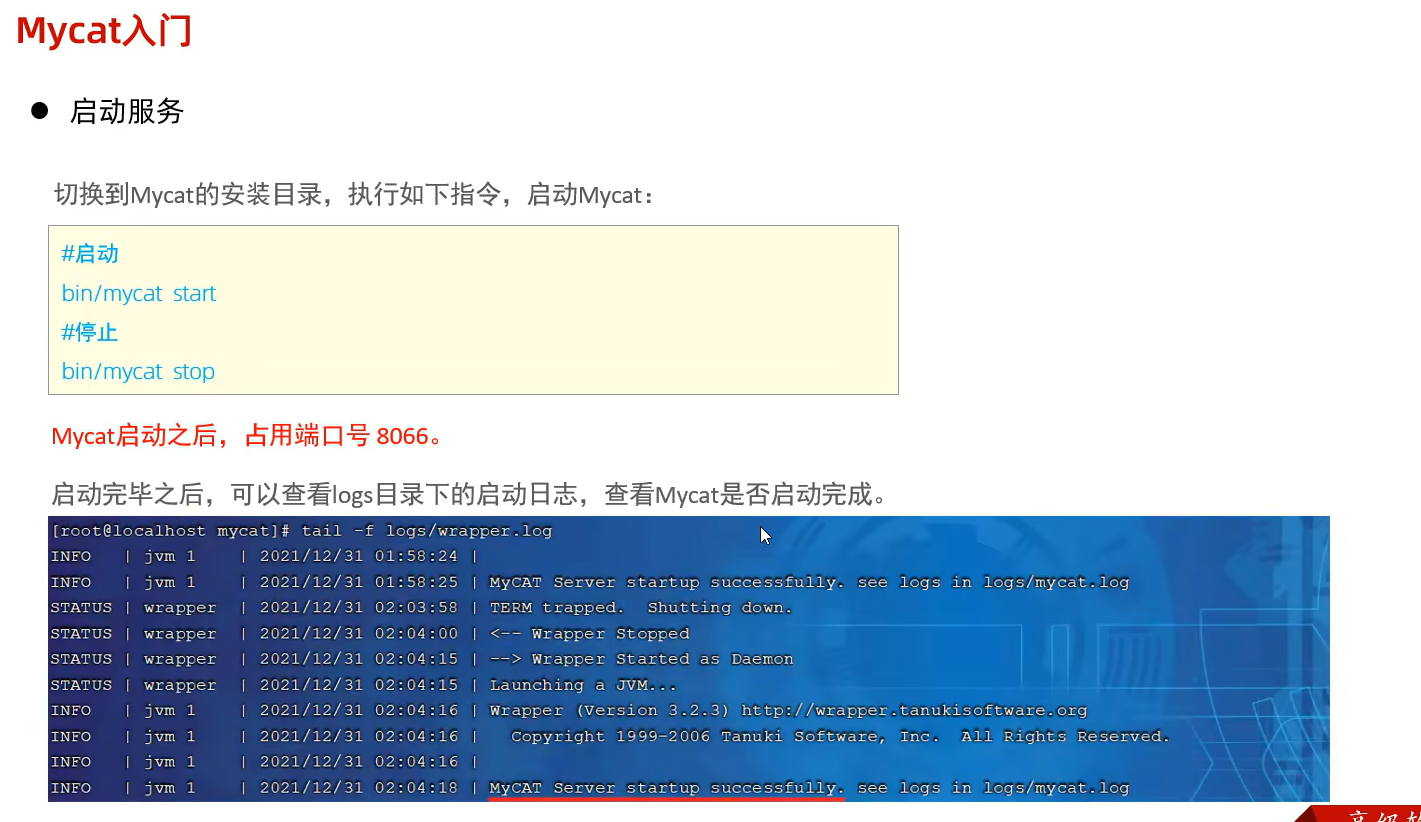 Mycat入门
● 启动服务
切换到Mycat的安装目录，执行如下指令，启动Mycat：
#启动
bin/mycat start
#停止
bin/mycat stop
Mycat启动之后，占用端口号 8066。
启动完毕之后，可以查看logs目录下的启动日志，查看Mycat是否启动完成。
[root@localhost mycat]# tail -f logs/wrapper.log
INFO   | jvm 1    | 2021/12/31 01:58:24 |
INFO   | jvm 1    | 2021/12/31 01:58:25 | MyCAT Server startup successfully. see logs in logs/mycat.log
STATUS | wrapper  | 2021/12/31 02:03:58 | TERM trapped.  Shutting down.
STATUS | wrapper  | 2021/12/31 02:04:00 | <-- Wrapper Stopped
STATUS | wrapper  | 2021/12/31 02:04:15 | --> Wrapper Started as Daemon
STATUS | wrapper  | 2021/12/31 02:04:15 | Launching a JVM...
INFO   | jvm 1    | 2021/12/31 02:04:16 | Wrapper (Version 3.2.3) http://wrapper.tanukisoftware.org
INFO   | jvm 1    | 2021/12/31 02:04:16 |   Copyright 1999-2006 Tanuki Software, Inc.  All Rights Reserved.
INFO   | jvm 1    | 2021/12/31 02:04:16 |
INFO   | jvm 1    | 2021/12/31 02:04:18 | MyCAT Server startup successfully. see logs in logs/mycat.log